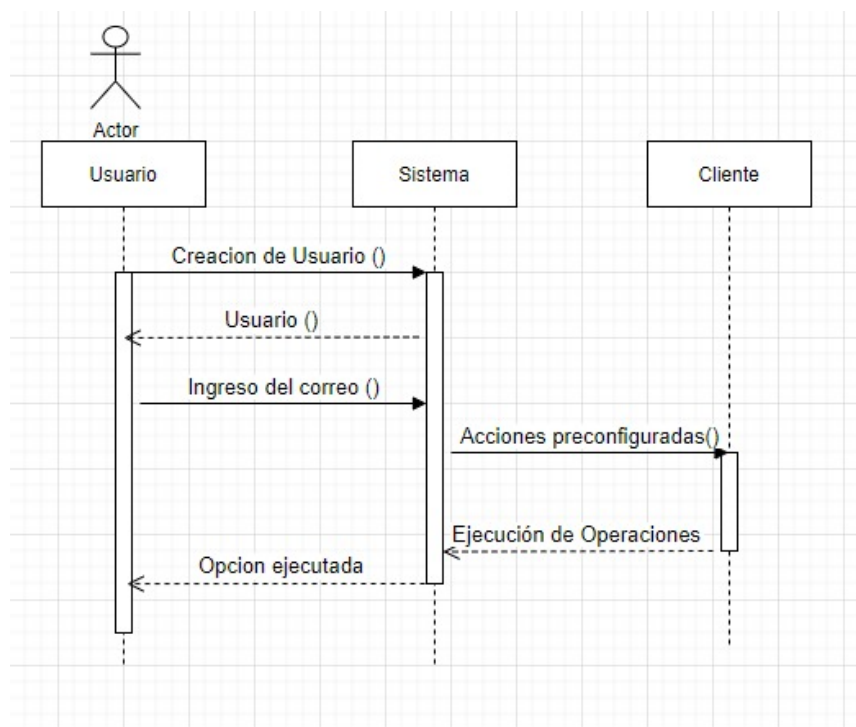 Actor
Usuario
Sistema
Cliente
Creacion de Usuario ()
Usuario ()
Ingreso del correo ()
Acciones preconfiguradas()
Ejecución de Operaciones
Opcion ejecutada